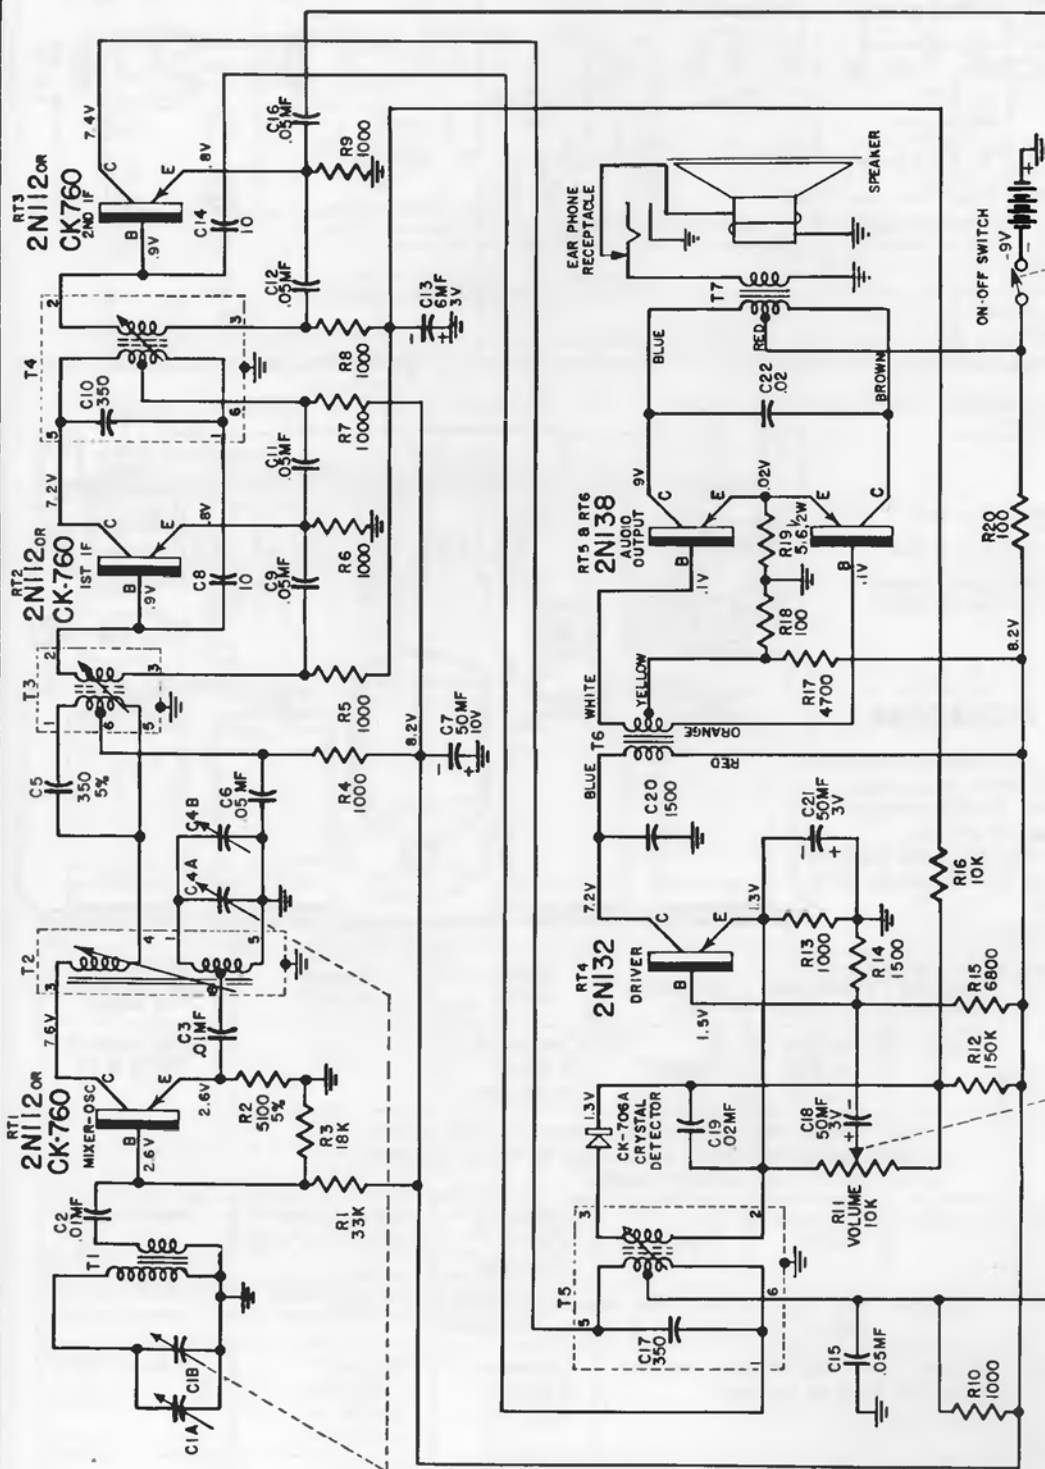 RT1
2N112 OR
CK-760
MIXER-OSC
C
B
E
7.6V
2.6V
2.6V
C1A
C1B
T1
C2
.01MF
R1
33K
R3
18K
R2
5100
5%
C3
.01MF
T2
3
4
1
5
C4A
C4B
C6
.05MF
C5
350
5%
T3
1
2
3
5
6
R4
1000
8.2V
C7
50MF
10V
-
+
R5
1000
RT2
2N112 OR
CK-760
1ST IF
C
B
E
7.2V
.9V
.8V
C8
10
C9
.05MF
R6
1000
C11
.05MF
R7
1000
T4
C10
350
5
1
6
2
3
R8
1000
C12
.05MF
C13
6MF
3V
-
+
RT3
2N112 OR
CK760
2ND IF
C
B
E
7.4V
.9V
.8V
C14
10
C16
.05MF
R9
1000
T5
5
3
2
6
1
C17
350
C15
.05MF
R10
1000
CK-706A
CRYSTAL
DETECTOR
1.3V
C19
.02MF
R11
VOLUME
10K
C18
50MF
3V
+
-
R12
150K
R15
6800
R14
1500
R13
1000
R16
10K
C21
50MF
3V
-
+
RT4
2N132
DRIVER
C
B
E
7.2V
1.5V
1.3V
C20
1500
BLUE
RED
T6
WHITE
YELLOW
ORANGE
R17
4700
R18
100
R19
5.6, 1/2W
.02V
RT5 & RT6
2N138
AUDIO
OUTPUT
9V
C
B
E
.1V
E
B
C
.1V
C22
.02
BLUE
RED
BROWN
T7
EAR PHONE
RECEPTACLE
SPEAKER
R20
100
8.2V
ON-OFF SWITCH
-9V
-
+